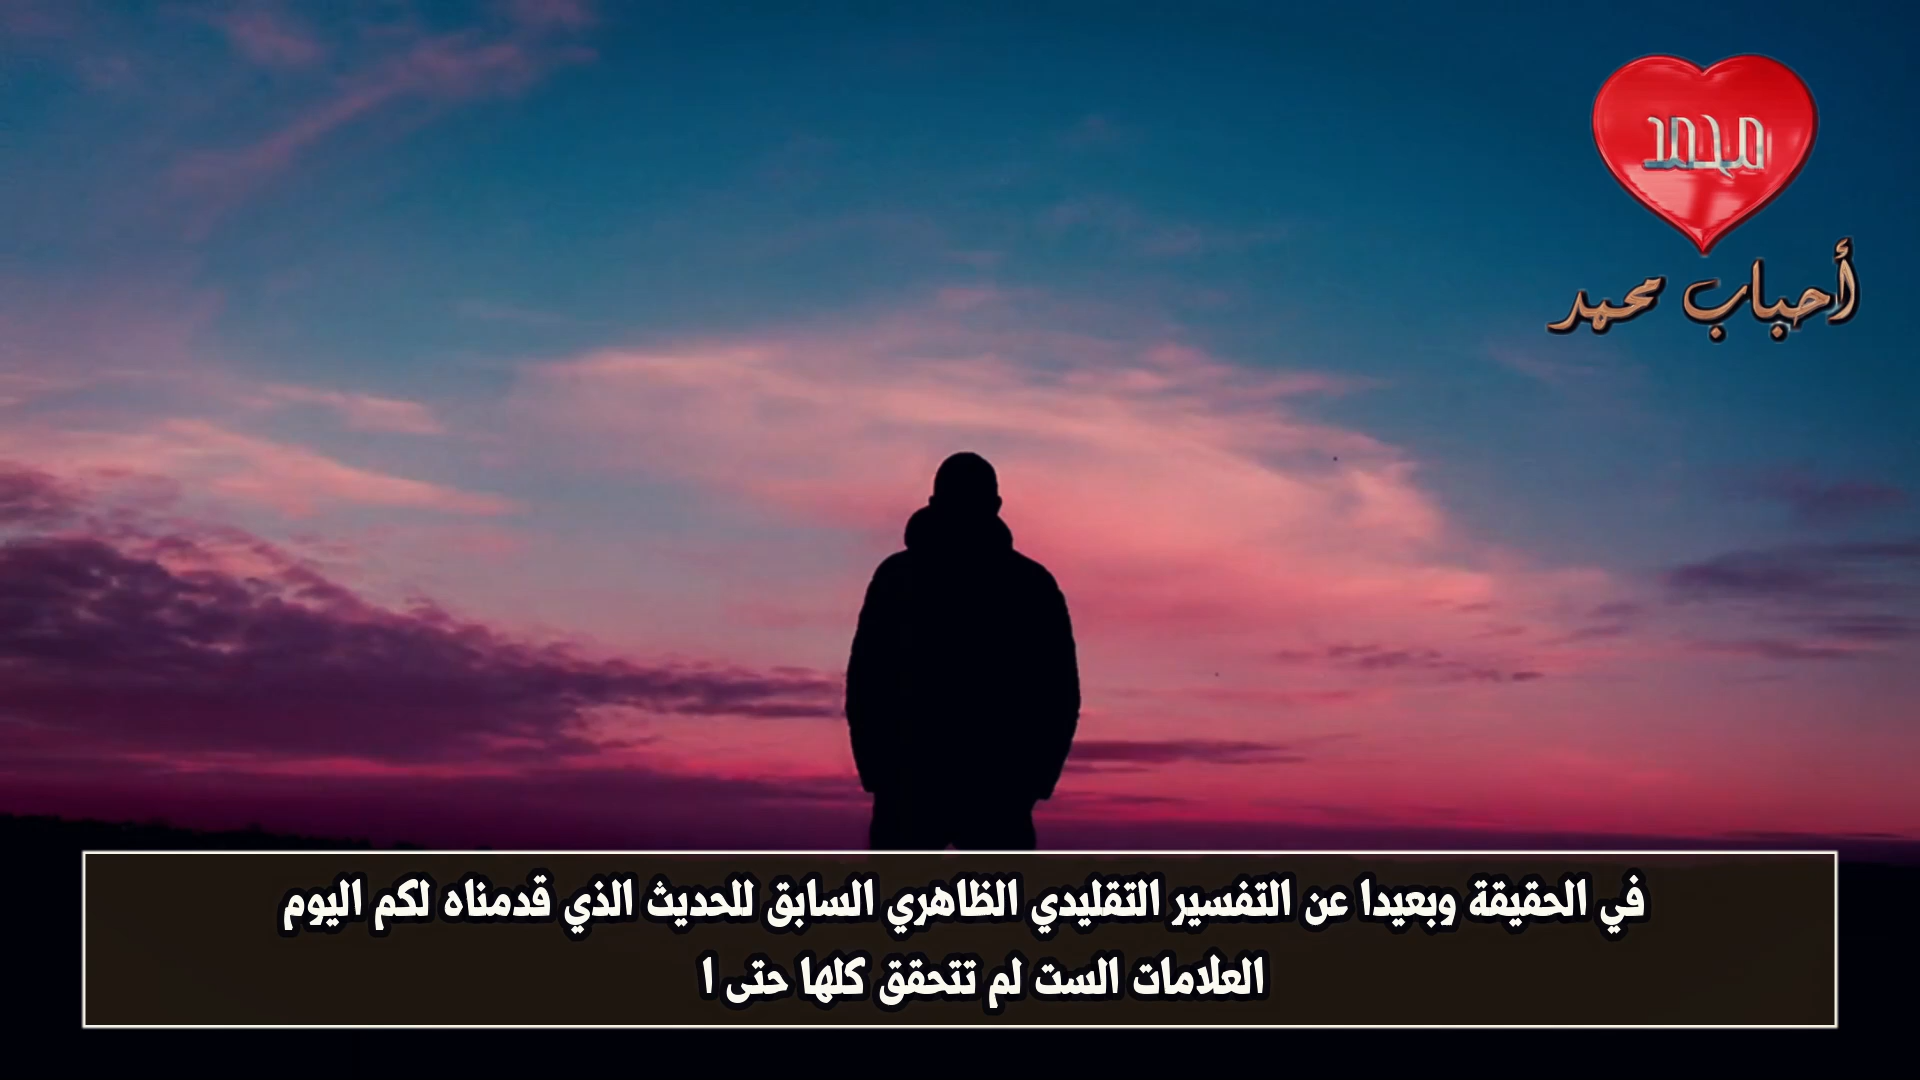 محمد
أحباب محمد
في الحقيقة وبعيدا عن التفسير التقليدي الظاهري السابق للحديث الذي قدمناه لكم اليوم
العلامات الست لم تتحقق كلها حتى ا